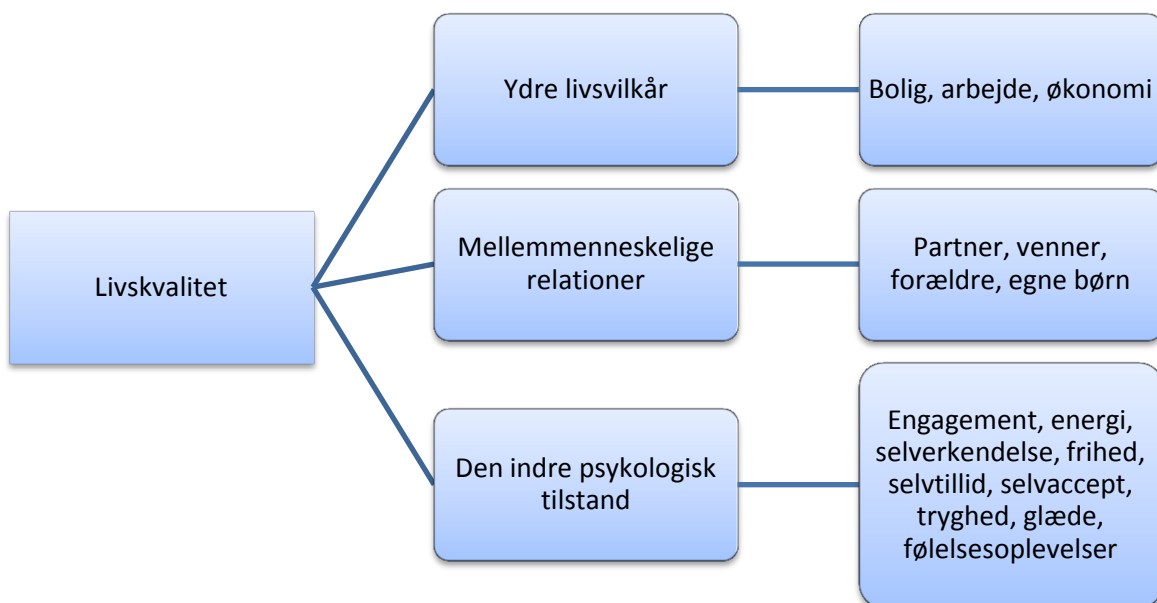 Livskvalitet
Ydre livsvilkår
Bolig, arbejde, økonomi
Mellemmenneskelige
relationer
Partner, venner,
forældre, egne børn
Den indre psykologisk
tilstand
Engagement, energi,
selverkendelse, frihed,
selvtillid, selvaccept,
tryghed, glæde,
følelsesoplevelser